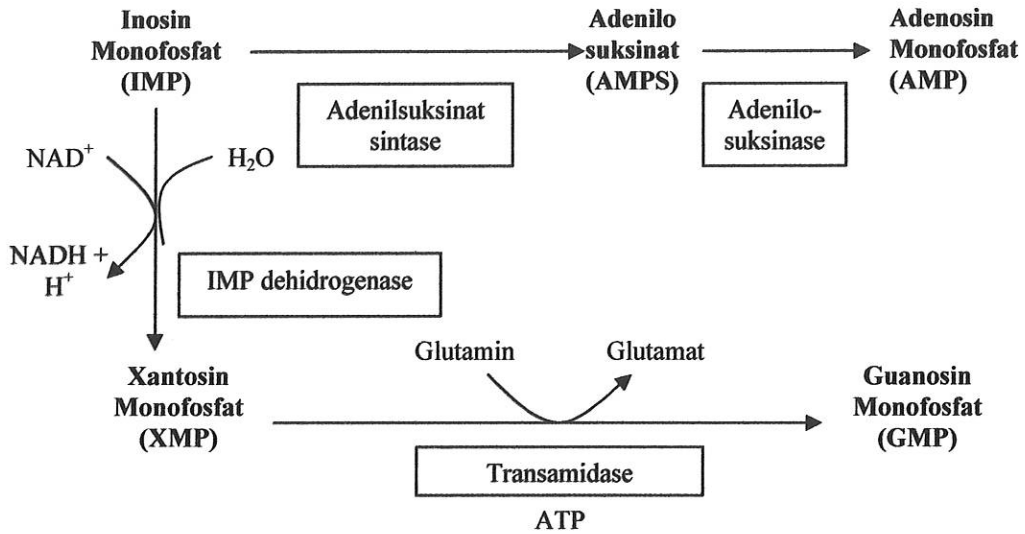 Inosin
Monofosfat
(IMP)
Adenilo
suksinat
(AMPS)
Adenosin
Monofosfat
(AMP)
Adenilsuksinat
sintase
Adenilo-
suksinase
NAD⁺
H₂O
NADH +
H⁺
IMP dehidrogenase
Glutamin
Glutamat
Xantosin
Monofosfat
(XMP)
Guanosin
Monofosfat
(GMP)
Transamidase
ATP